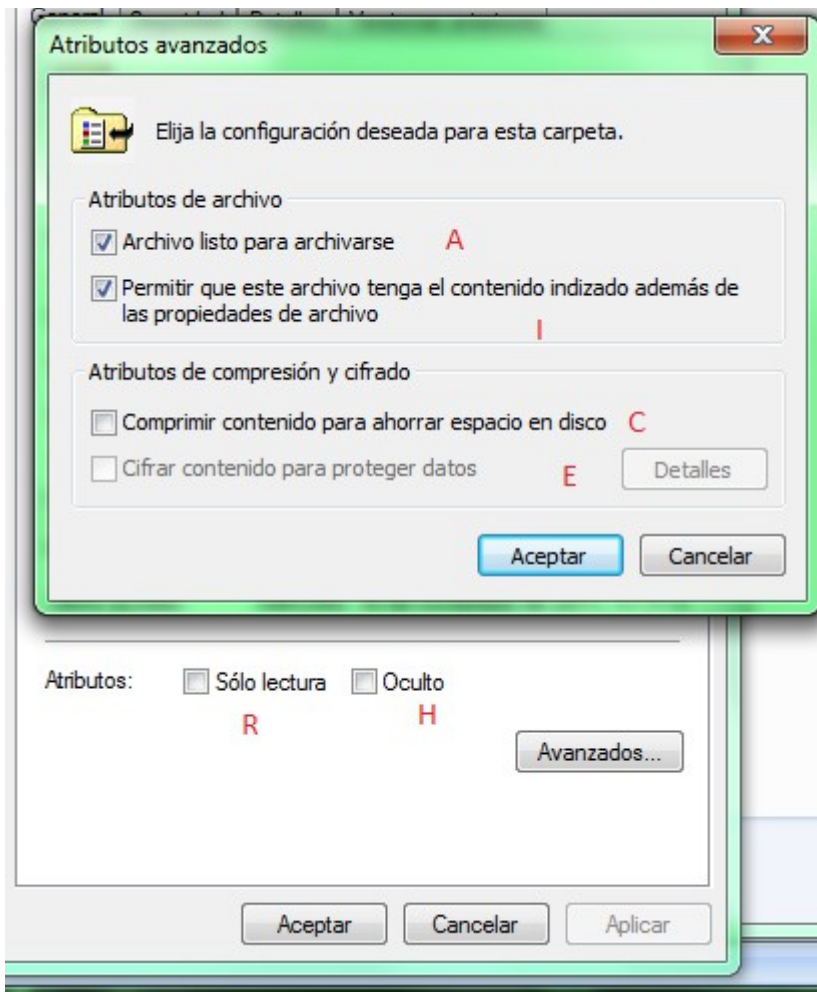 General
Atributos avanzados
X
Elija la configuración deseada para esta carpeta.
Atributos de archivo
Archivo listo para archivarse A
Permitir que este archivo tenga el contenido indizado además de
las propiedades de archivo
I
Atributos de compresión y cifrado
Comprimir contenido para ahorrar espacio en disco C
Cifrar contenido para proteger datos E Detalles
Aceptar Cancelar
Atributos: Sólo lectura Oculto
R H
Avanzados...
Aceptar Cancelar Aplicar